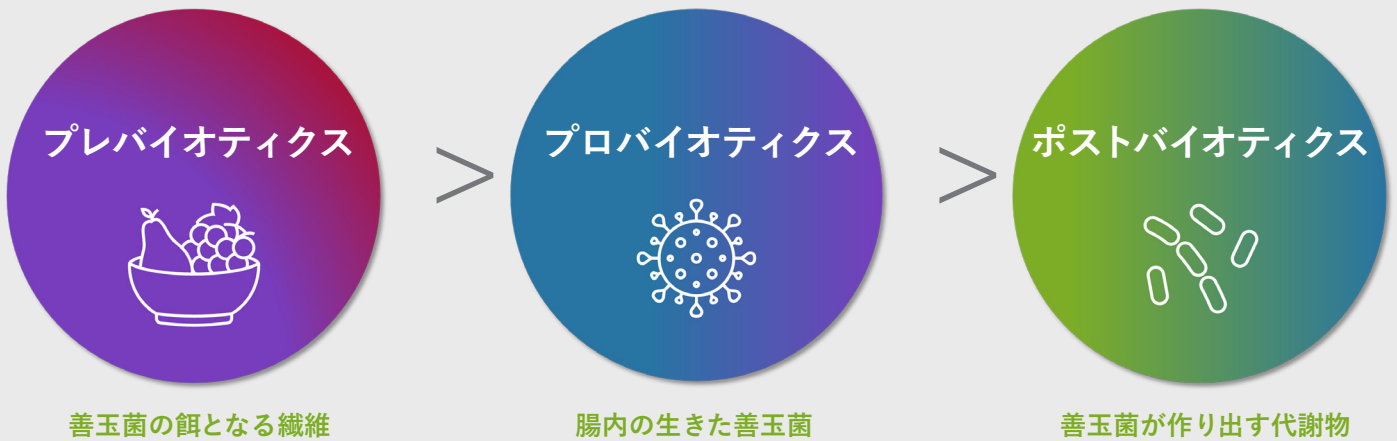 プレバイオティクス
>
プロバイオティクス
>
ポストバイオティクス
善玉菌の餌となる繊維
腸内の生きた善玉菌
善玉菌が作り出す代謝物